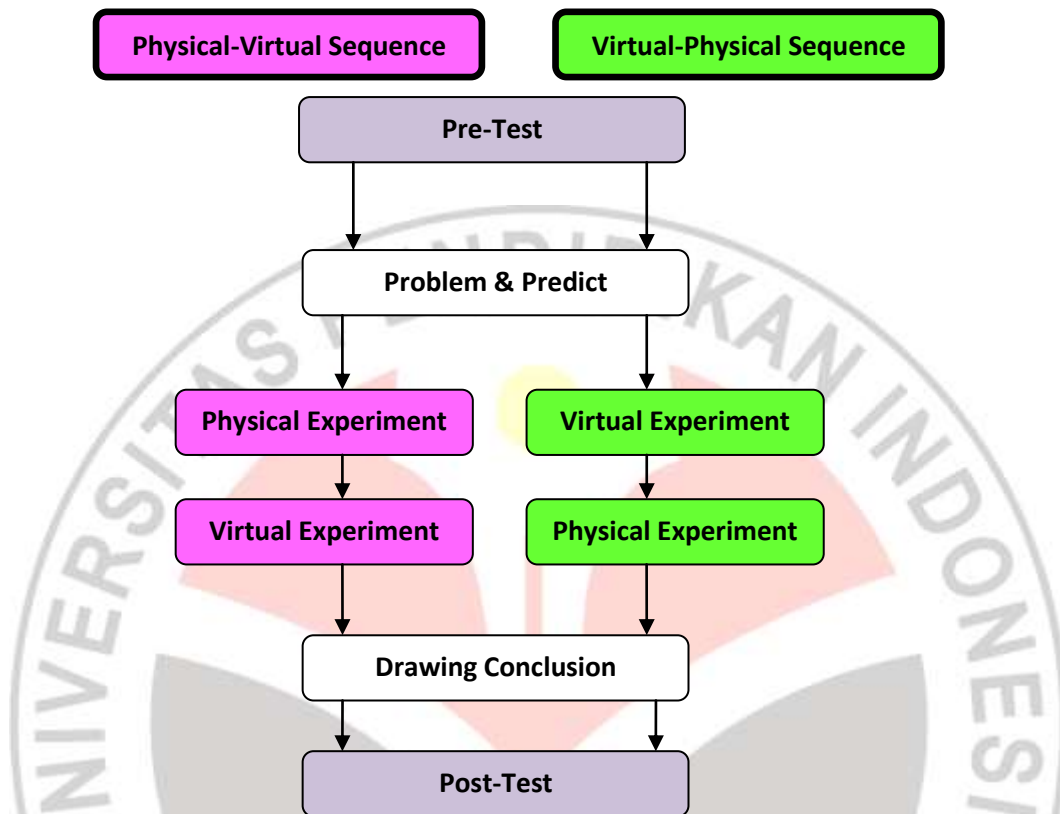 Physical-Virtual Sequence
Virtual-Physical Sequence
Pre-Test
Problem & Predict
Physical Experiment
Virtual Experiment
Virtual Experiment
Physical Experiment
Drawing Conclusion
Post-Test